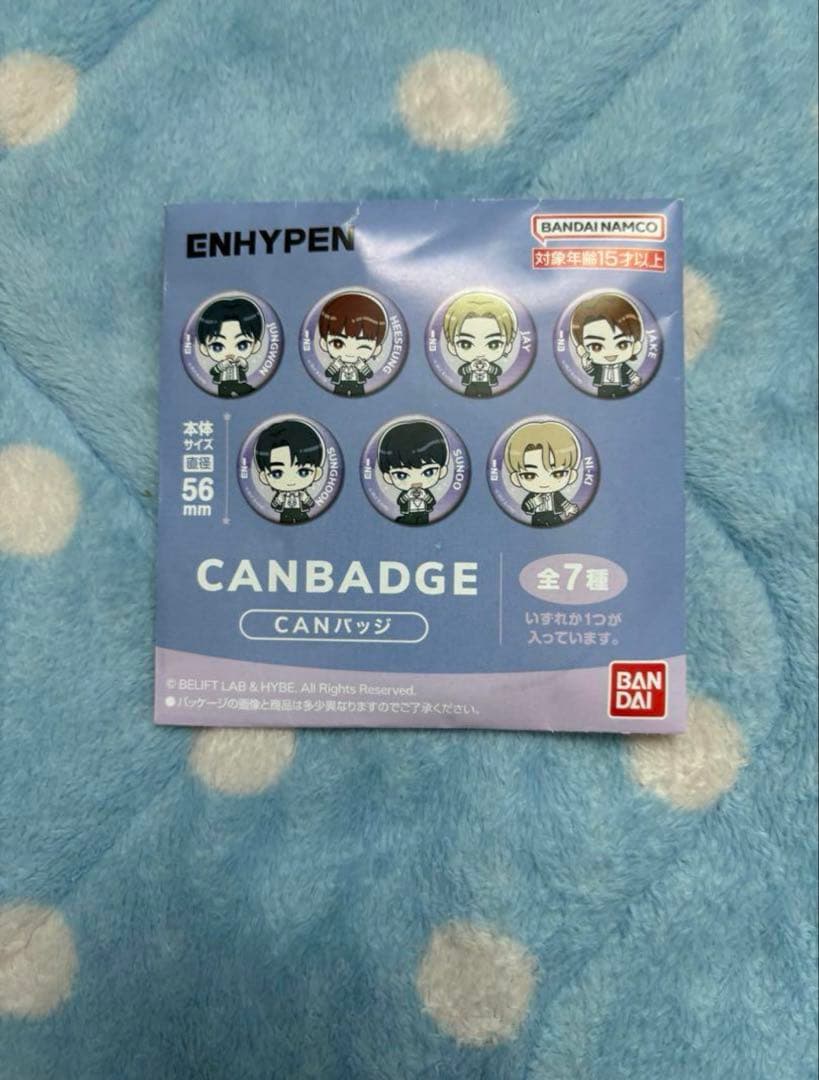 ENHYPEN
BANDAI NAMCO
対象年齢15才以上
JUNGWON
HEESEUNG
JAY
JAKE
本体
サイズ
直径
56
mm
SUNGHOON
SUNOO
NI-KI
CANBADGE
CANバッジ
全7種
いずれか1つが
入っています。
© BELIFT LAB & HYBE. All Rights Reserved.
●パッケージの画像と商品は多少異なりますのでご了承ください。
BAN
DAI